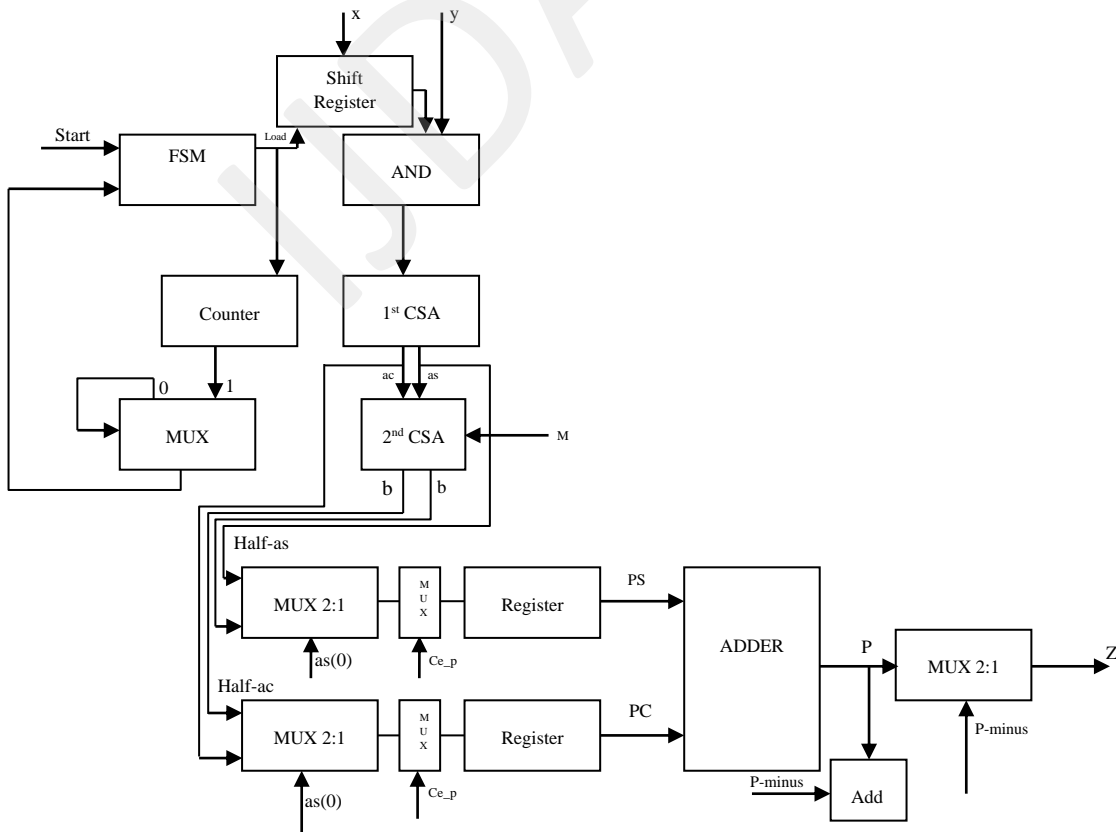 x
y
Shift
Register
Start
Load
FSM
AND
Counter
1st CSA
ac
as
0
1
MUX
2nd CSA
M
b
b
Half-as
MUX 2:1
M
U
X
Register
PS
as(0)
Ce_p
ADDER
P
MUX 2:1
Z
Half-ac
MUX 2:1
M
U
X
Register
PC
P-minus
as(0)
Ce_p
P-minus
Add
IJDA